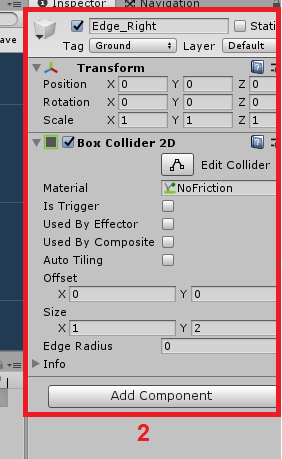 Inspector Navigation
ave
Edge_Right Stati
Tag Ground Layer Default
Transform
Position X 0 Y 0 Z 0
Rotation X 0 Y 0 Z 0
Scale X 1 Y 1 Z 1
Box Collider 2D
Edit Collider
Material NoFriction
Is Trigger
Used By Effector
Used By Composite
Auto Tiling
Offset
X 0 Y 0
Size
X 1 Y 2
Edge Radius 0
Info
Add Component
2